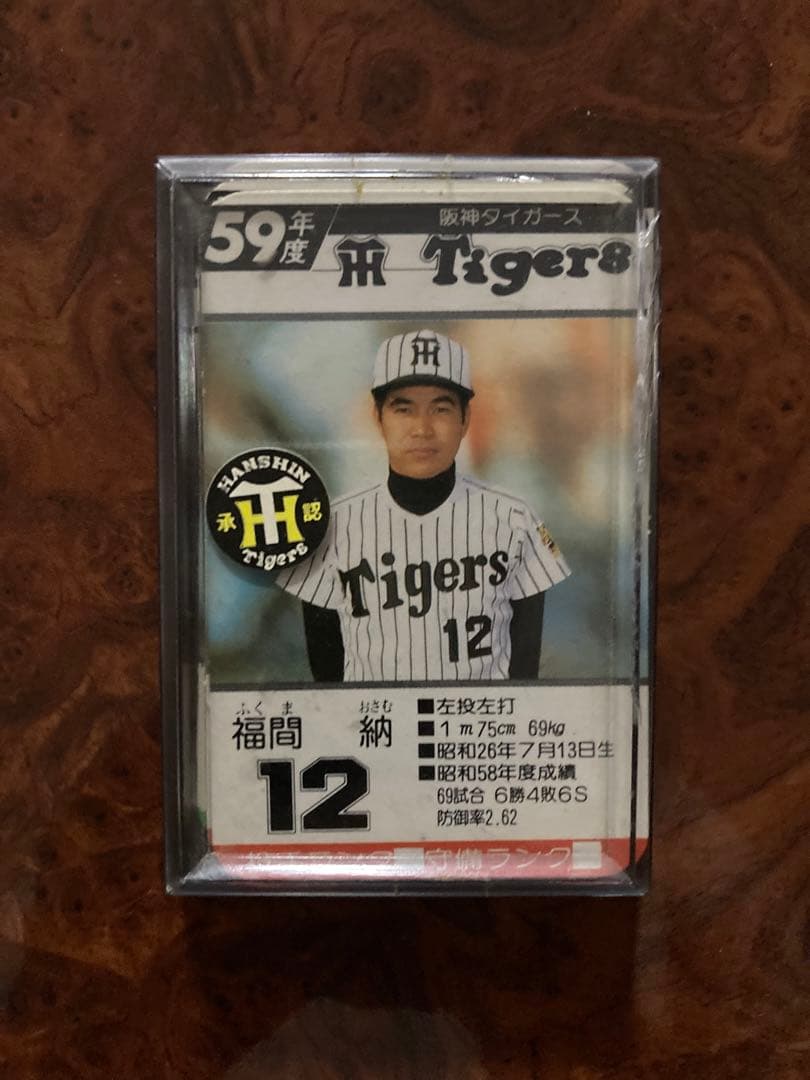 59年度
阪神タイガース
TH Tigers
TH
HANSHIN
承 TH 認
Tigers
Tigers
12
ふくま おさむ
福間 納
12
■左投左打
■1m75cm 69kg
■昭和26年7月13日生
■昭和58年度成績
69試合 6勝4敗6S
防御率2.62
守備ランク